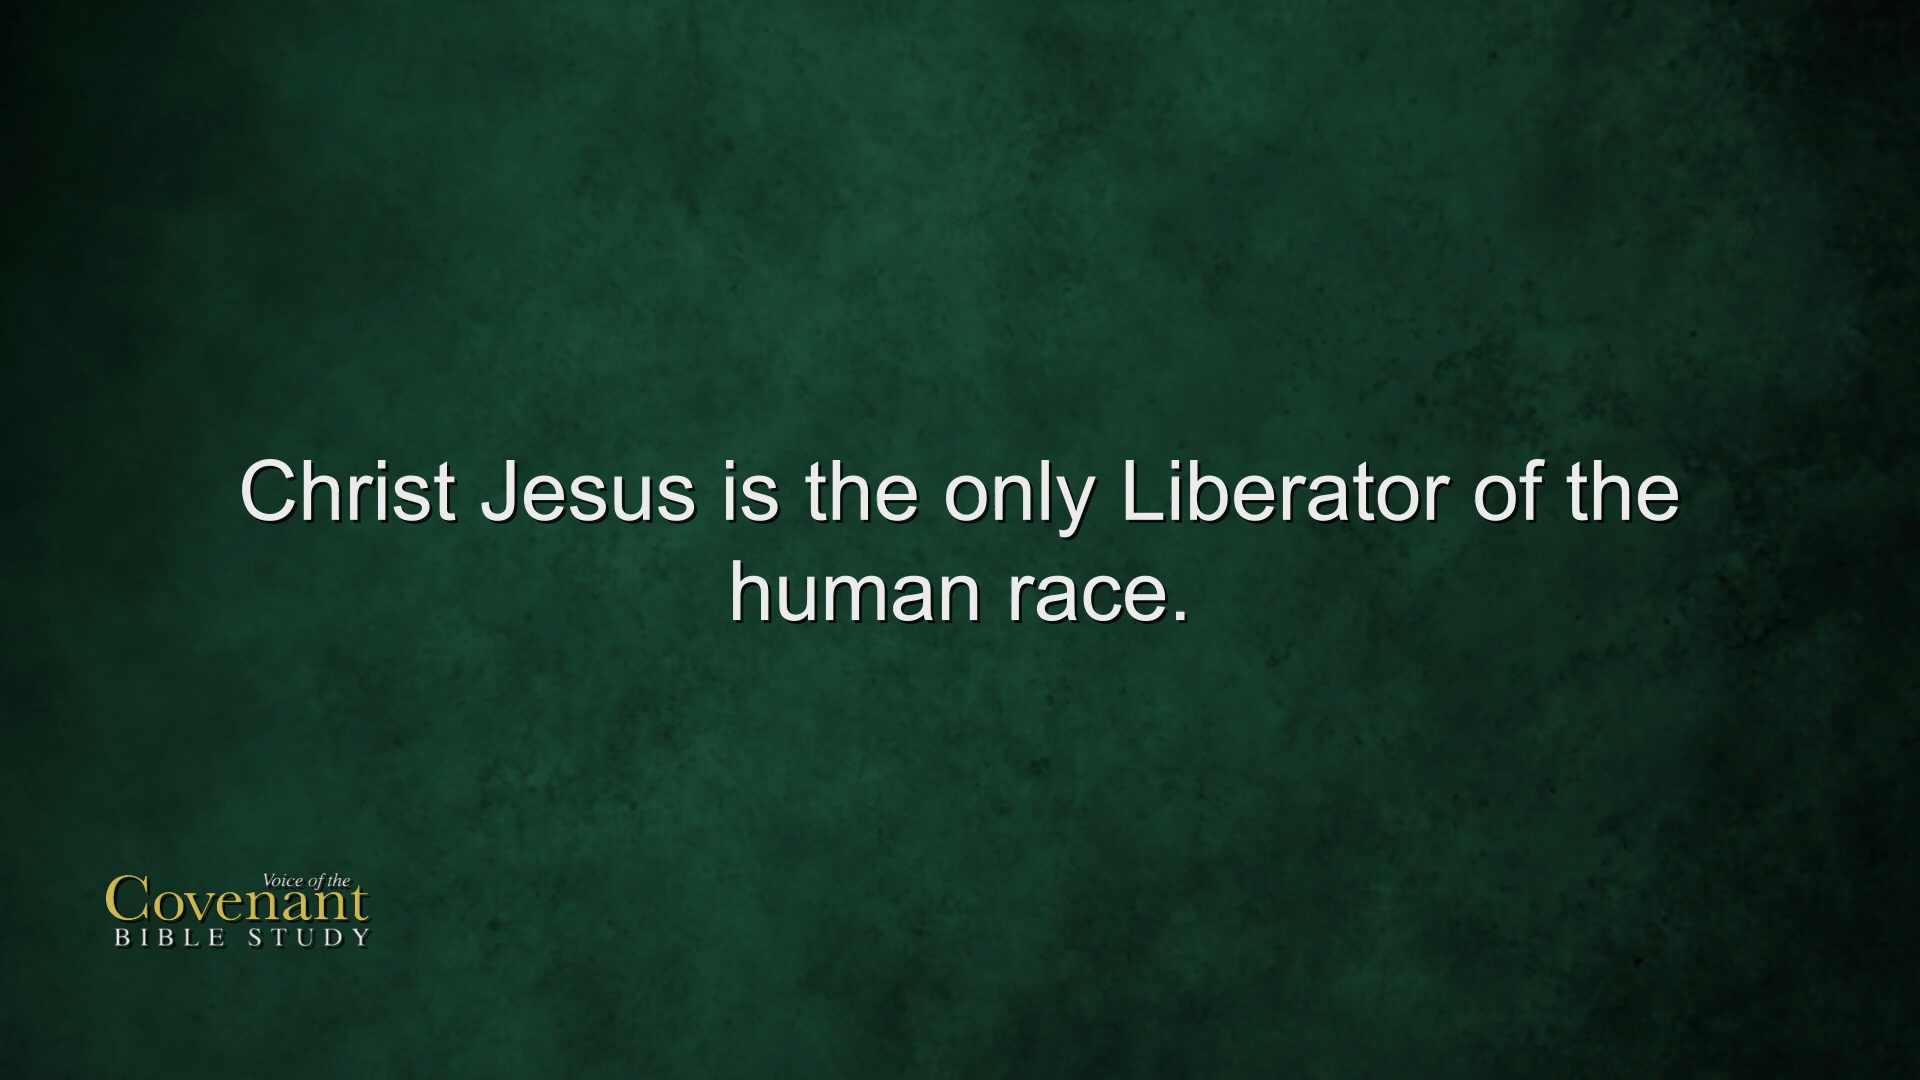 Christ Jesus is the only Liberator of the
human race.
Voice of the
Covenant
BIBLE STUDY